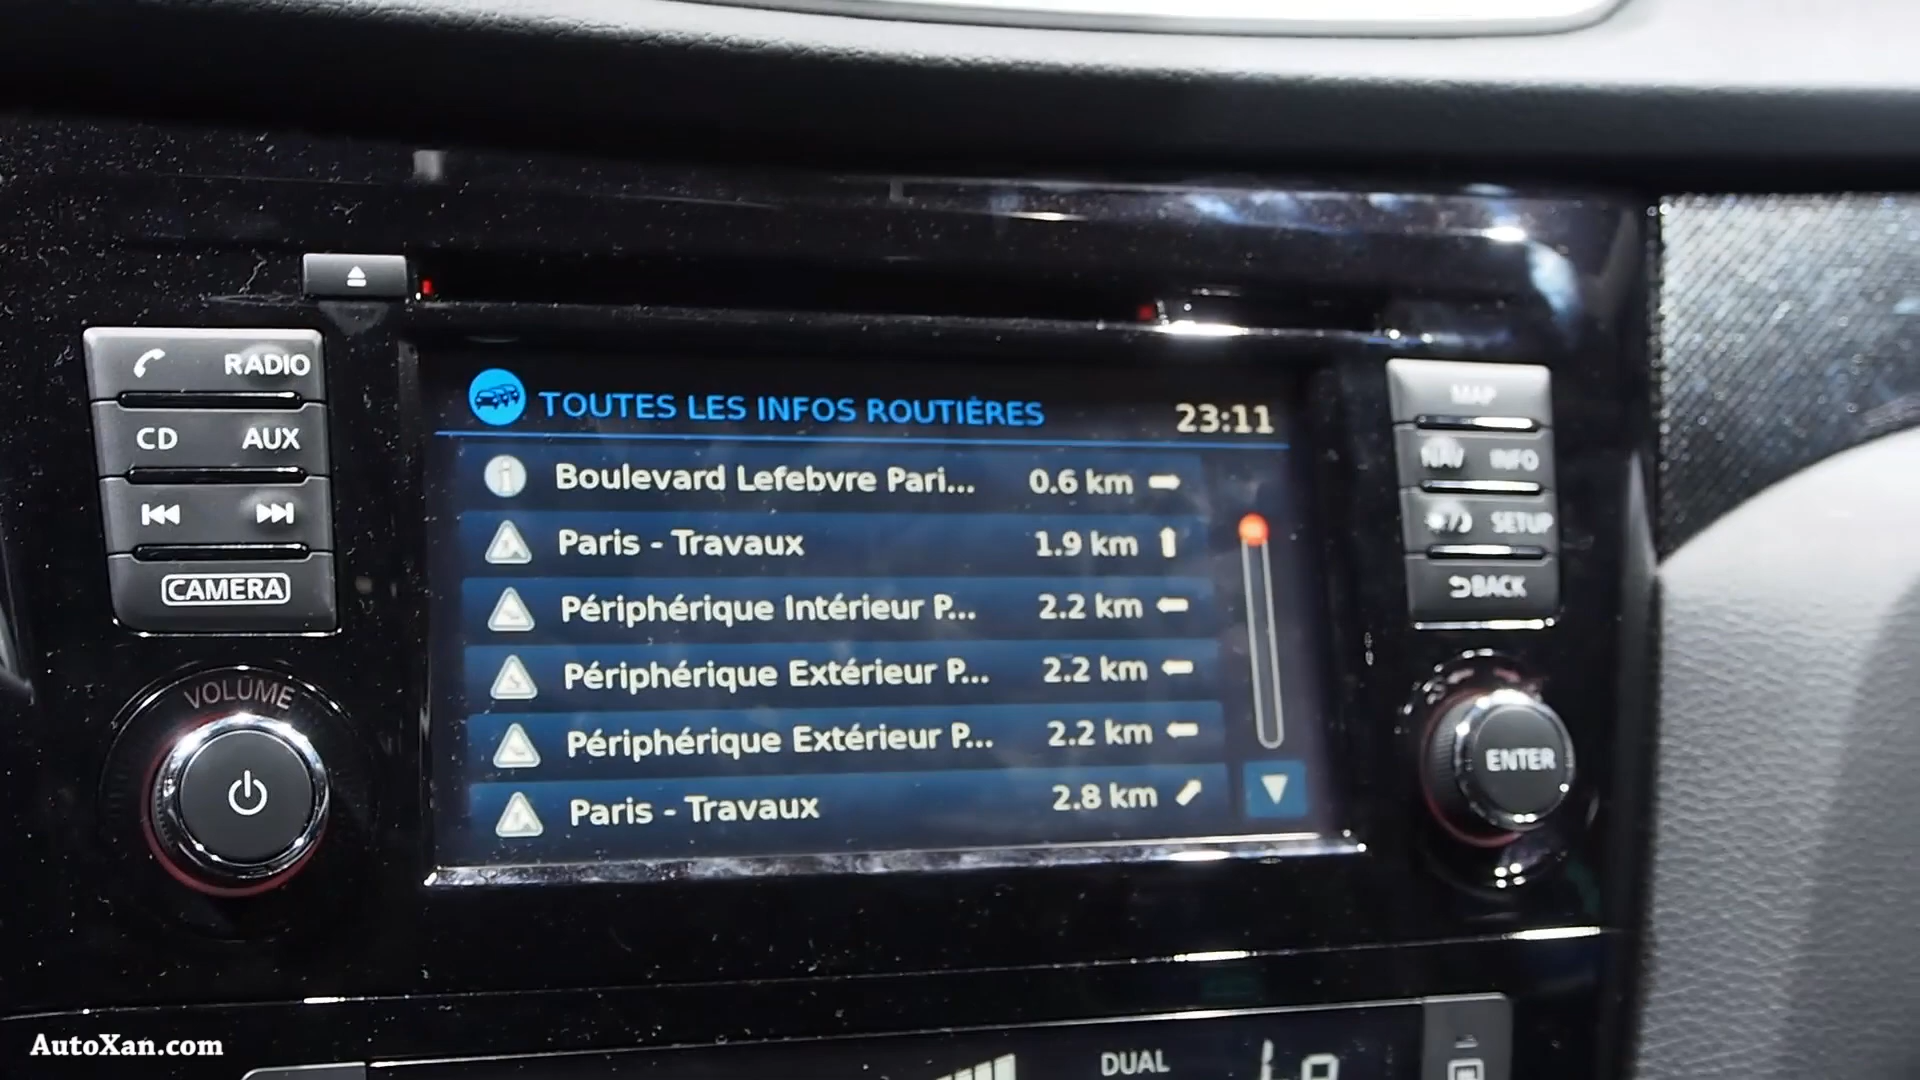 RADIO
CD AUX
CAMERA
VOLUME
TOUTES LES INFOS ROUTIÈRES 23:11
Boulevard Lefebvre Pari... 0.6 km
Paris - Travaux 1.9 km
Périphérique Intérieur P... 2.2 km
Périphérique Extérieur P... 2.2 km
Périphérique Extérieur P... 2.2 km
Paris - Travaux 2.8 km
MAP
NAV INFO
SETUP
BACK
ENTER
DUAL
AutoXan.com